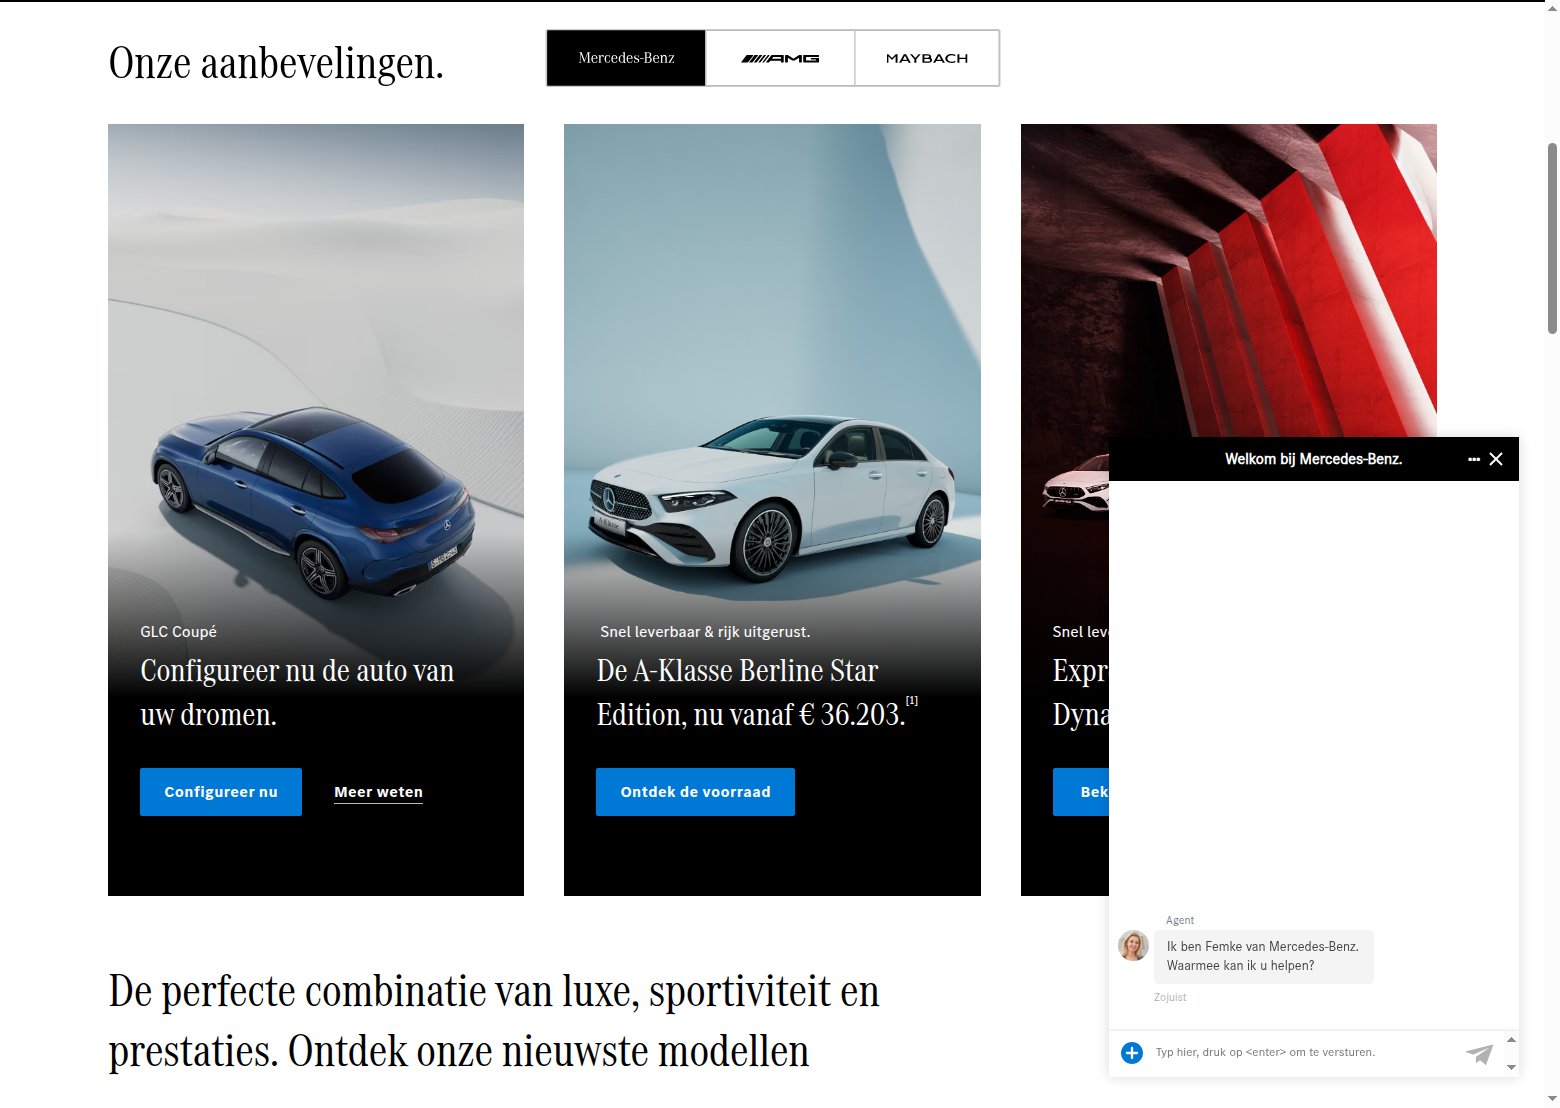 Onze aanbevelingen.
Mercedes-Benz
AMG
MAYBACH
GLC Coupé
Configureer nu de auto van
uw dromen.
Configureer nu
Meer weten
A-Klasse
Snel leverbaar & rijk uitgerust.
De A-Klasse Berline Star
Edition, nu vanaf € 36.203.[1]
Ontdek de voorraad
Snel lev
Expr
Dyna
Bek
Welkom bij Mercedes-Benz.
Agent
Ik ben Femke van Mercedes-Benz.
Waarmee kan ik u helpen?
Zojuist
Typ hier, druk op <enter> om te versturen.
De perfecte combinatie van luxe, sportiviteit en
prestaties. Ontdek onze nieuwste modellen